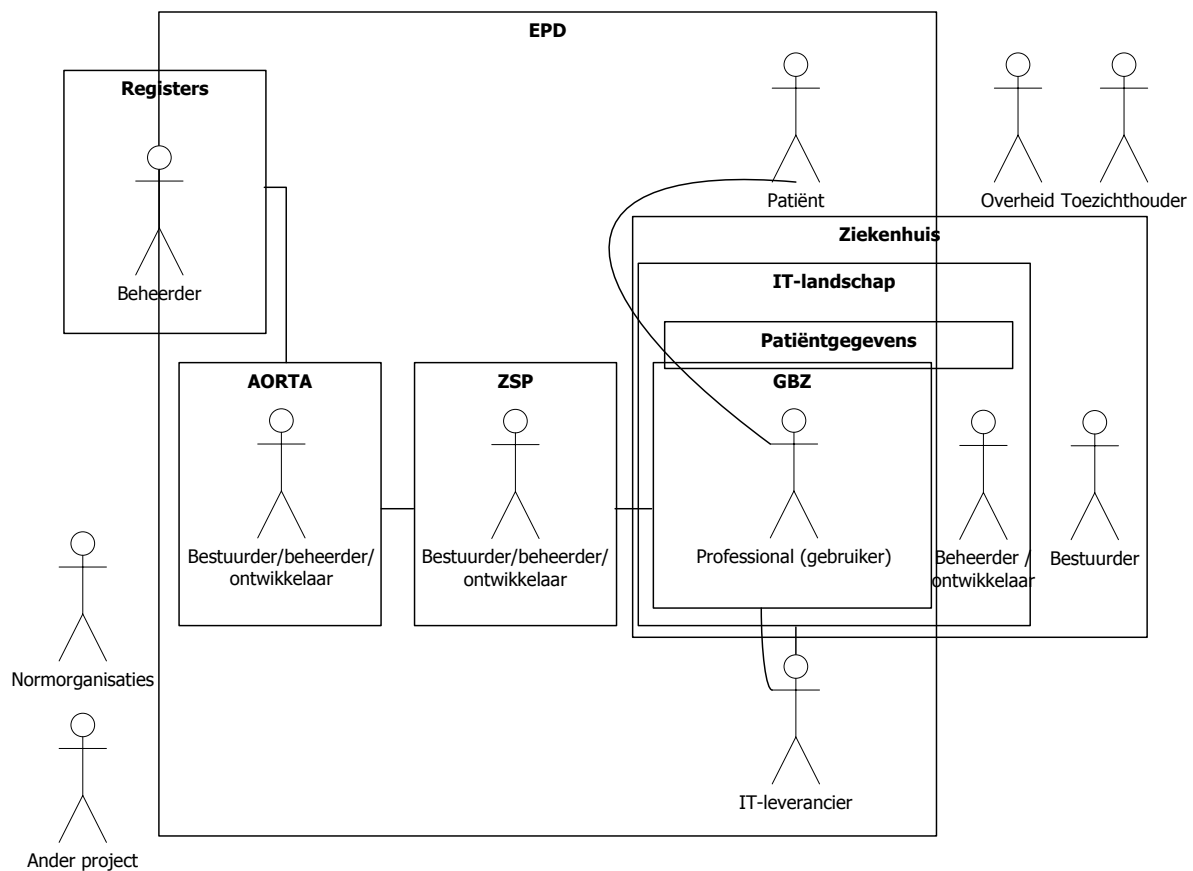 EPD
Registers
Beheerder
Patiënt
Overheid
Toezichthouder
Ziekenhuis
IT-landschap
Patiëntgegevens
AORTA
ZSP
GBZ
Bestuurder/beheerder/
ontwikkelaar
Bestuurder/beheerder/
ontwikkelaar
Professional (gebruiker)
Beheerder /
ontwikkelaar
Bestuurder
Normorganisaties
IT-leverancier
Ander project